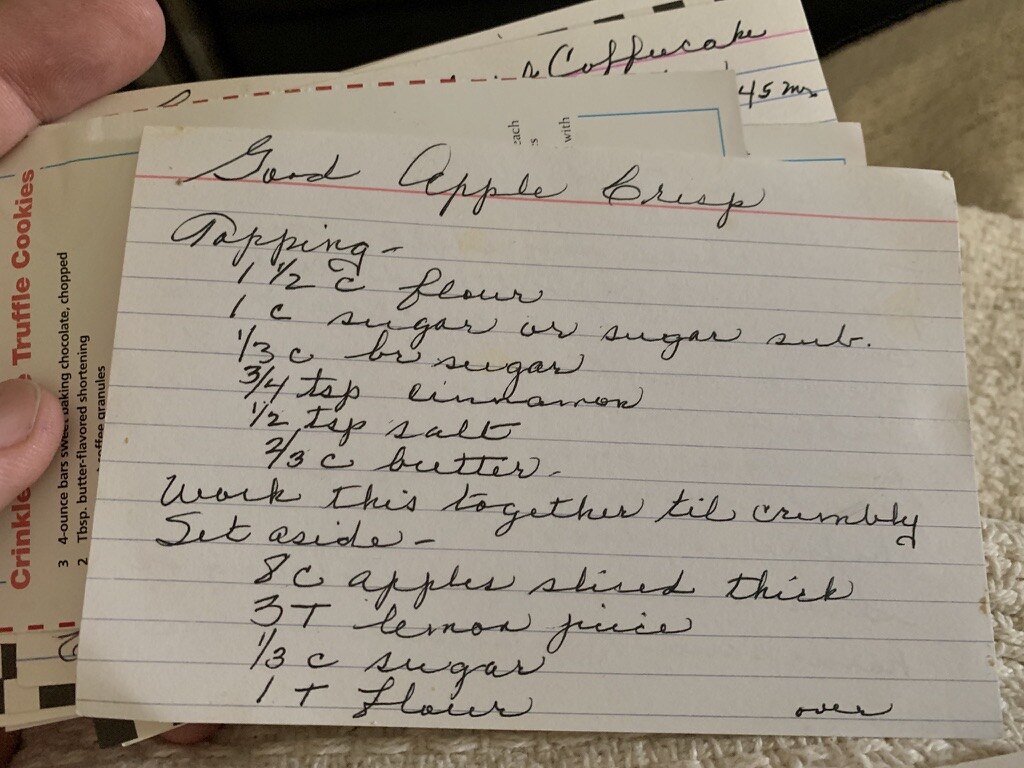 Coffeecake
45 mn
each
s
with
Good Apple Crisp
Topping -
1 1/2 c flour
1 c sugar or sugar sub.
1/3 c br sugar
3/4 tsp cinnamon
1/2 tsp salt
2/3 c butter.
Work this together til crumbly
Set aside -
8 c apples sliced thick
3 T lemon juice
1/3 c sugar
1 T flour
over
Crinkle Truffle Cookies
3 4-ounce bars sweet baking chocolate, chopped
2 Tbsp. butter-flavored shortening
coffee granules